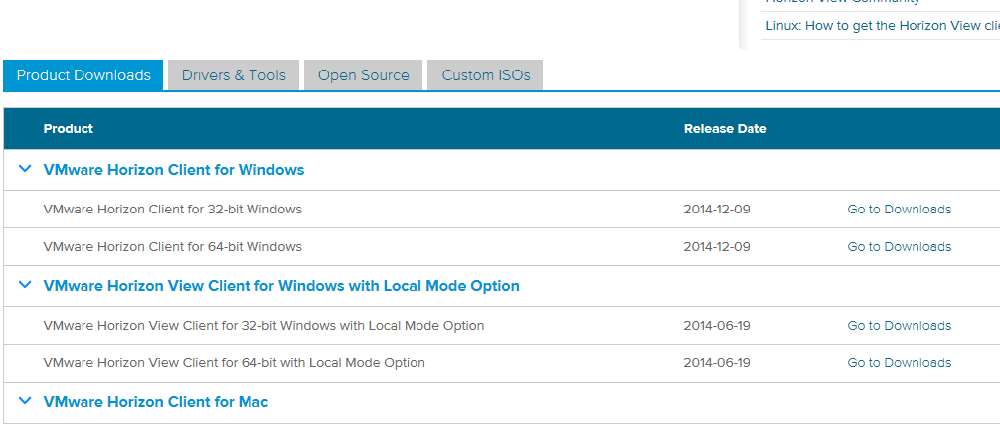 Horizon View Community
Linux: How to get the Horizon View
Product Downloads Drivers & Tools Open Source Custom ISOs
Product Release Date
VMware Horizon Client for Windows
VMware Horizon Client for 32-bit Windows 2014-12-09 Go to Downloads
VMware Horizon Client for 64-bit Windows 2014-12-09 Go to Downloads
VMware Horizon View Client for Windows with Local Mode Option
VMware Horizon View Client for 32-bit Windows with Local Mode Option 2014-06-19 Go to Downloads
VMware Horizon View Client for 64-bit with Local Mode Option 2014-06-19 Go to Downloads
VMware Horizon Client for Mac